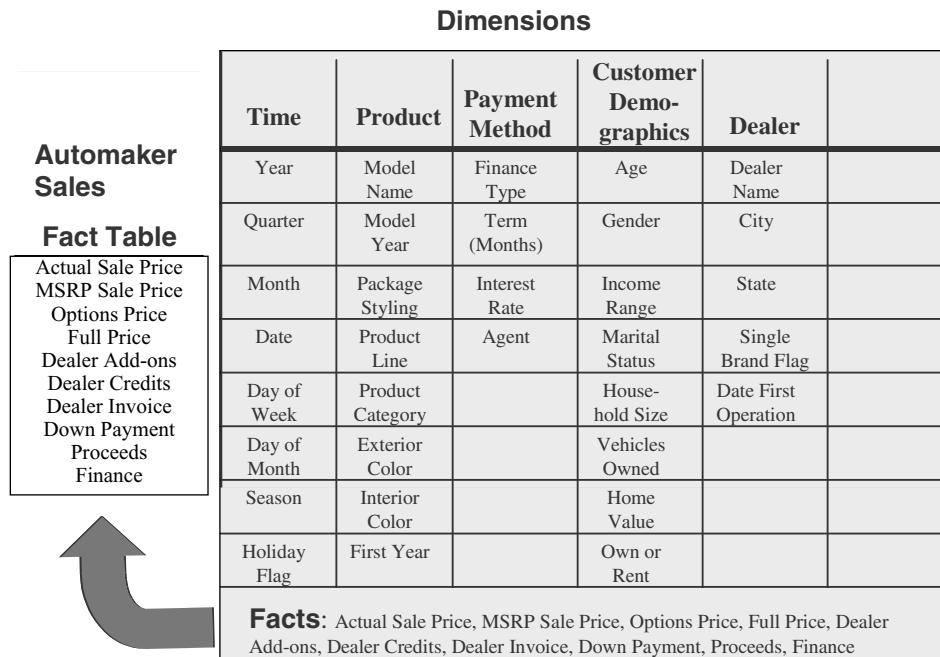 Dimensions
Automaker
Sales
Fact Table
Actual Sale Price
MSRP Sale Price
Options Price
Full Price
Dealer Add-ons
Dealer Credits
Dealer Invoice
Down Payment
Proceeds
Finance
Time
Product
Payment
Method
Customer
Demo-
graphics
Dealer
Year
Model
Name
Finance
Type
Age
Dealer
Name
Quarter
Model
Year
Term
(Months)
Gender
City
Month
Package
Styling
Interest
Rate
Income
Range
State
Date
Product
Line
Agent
Marital
Status
Single
Brand Flag
Day of
Week
Product
Category
House-
hold Size
Date First
Operation
Day of
Month
Exterior
Color
Vehicles
Owned
Season
Interior
Color
Home
Value
Holiday
Flag
First Year
Own or
Rent
Facts: Actual Sale Price, MSRP Sale Price, Options Price, Full Price, Dealer
Add-ons, Dealer Credits, Dealer Invoice, Down Payment, Proceeds, Finance